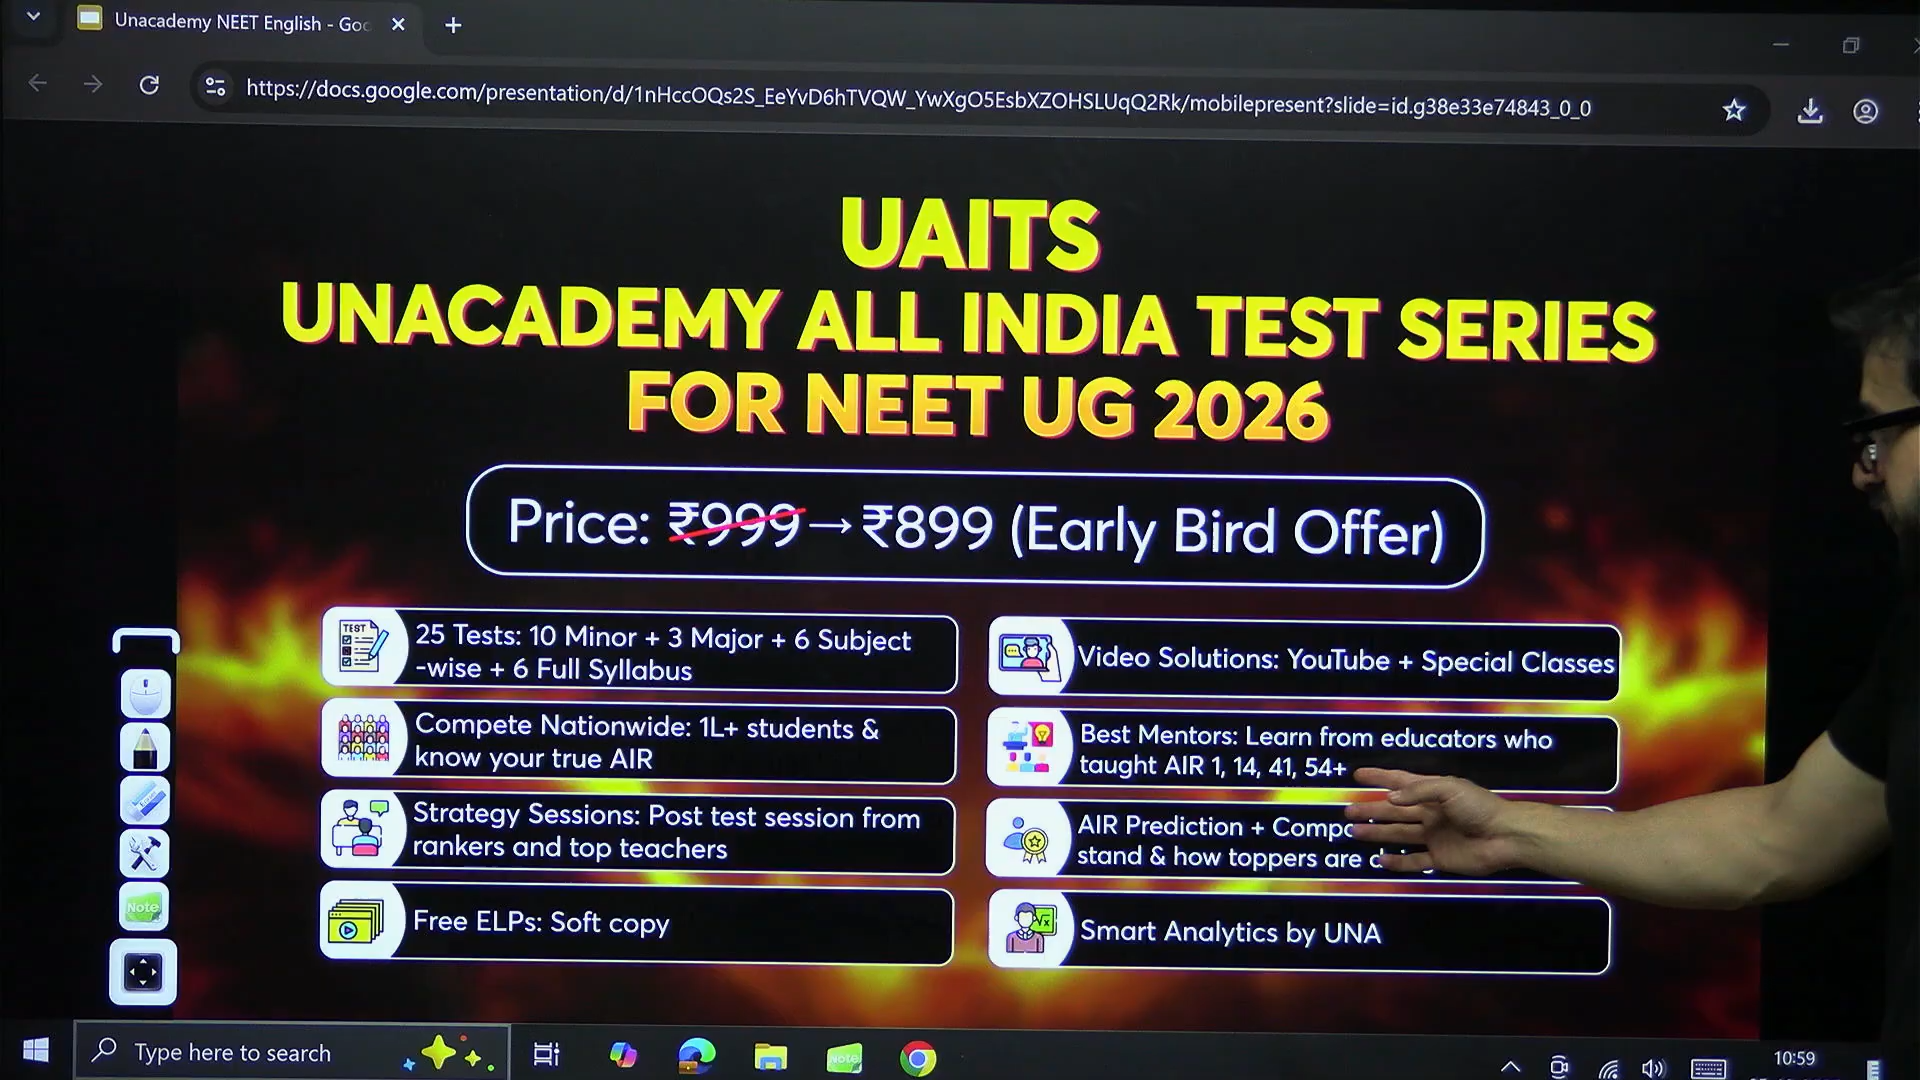 Unacademy NEET English - Goo
https://docs.google.com/presentation/d/1nHccOQs2S_EeYvD6hTVQW_YwXgO5EsbXZOHSLUqQ2Rk/mobilepresent?slide=id.g38e33e74843_0_0
UAITS
UNACADEMY ALL INDIA TEST SERIES
FOR NEET UG 2026
Price: ₹999→₹899 (Early Bird Offer)
TEST
25 Tests: 10 Minor + 3 Major + 6 Subject
-wise + 6 Full Syllabus
Video Solutions: YouTube + Special Classes
Compete Nationwide: 1L+ students &
know your true AIR
Best Mentors: Learn from educators who
taught AIR 1, 14, 41, 54+
Strategy Sessions: Post test session from
rankers and top teachers
AIR Prediction +
stand & how toppers are
Free ELPs: Soft copy
√x
Smart Analytics by UNA
Note
Type here to search
Note
10:59